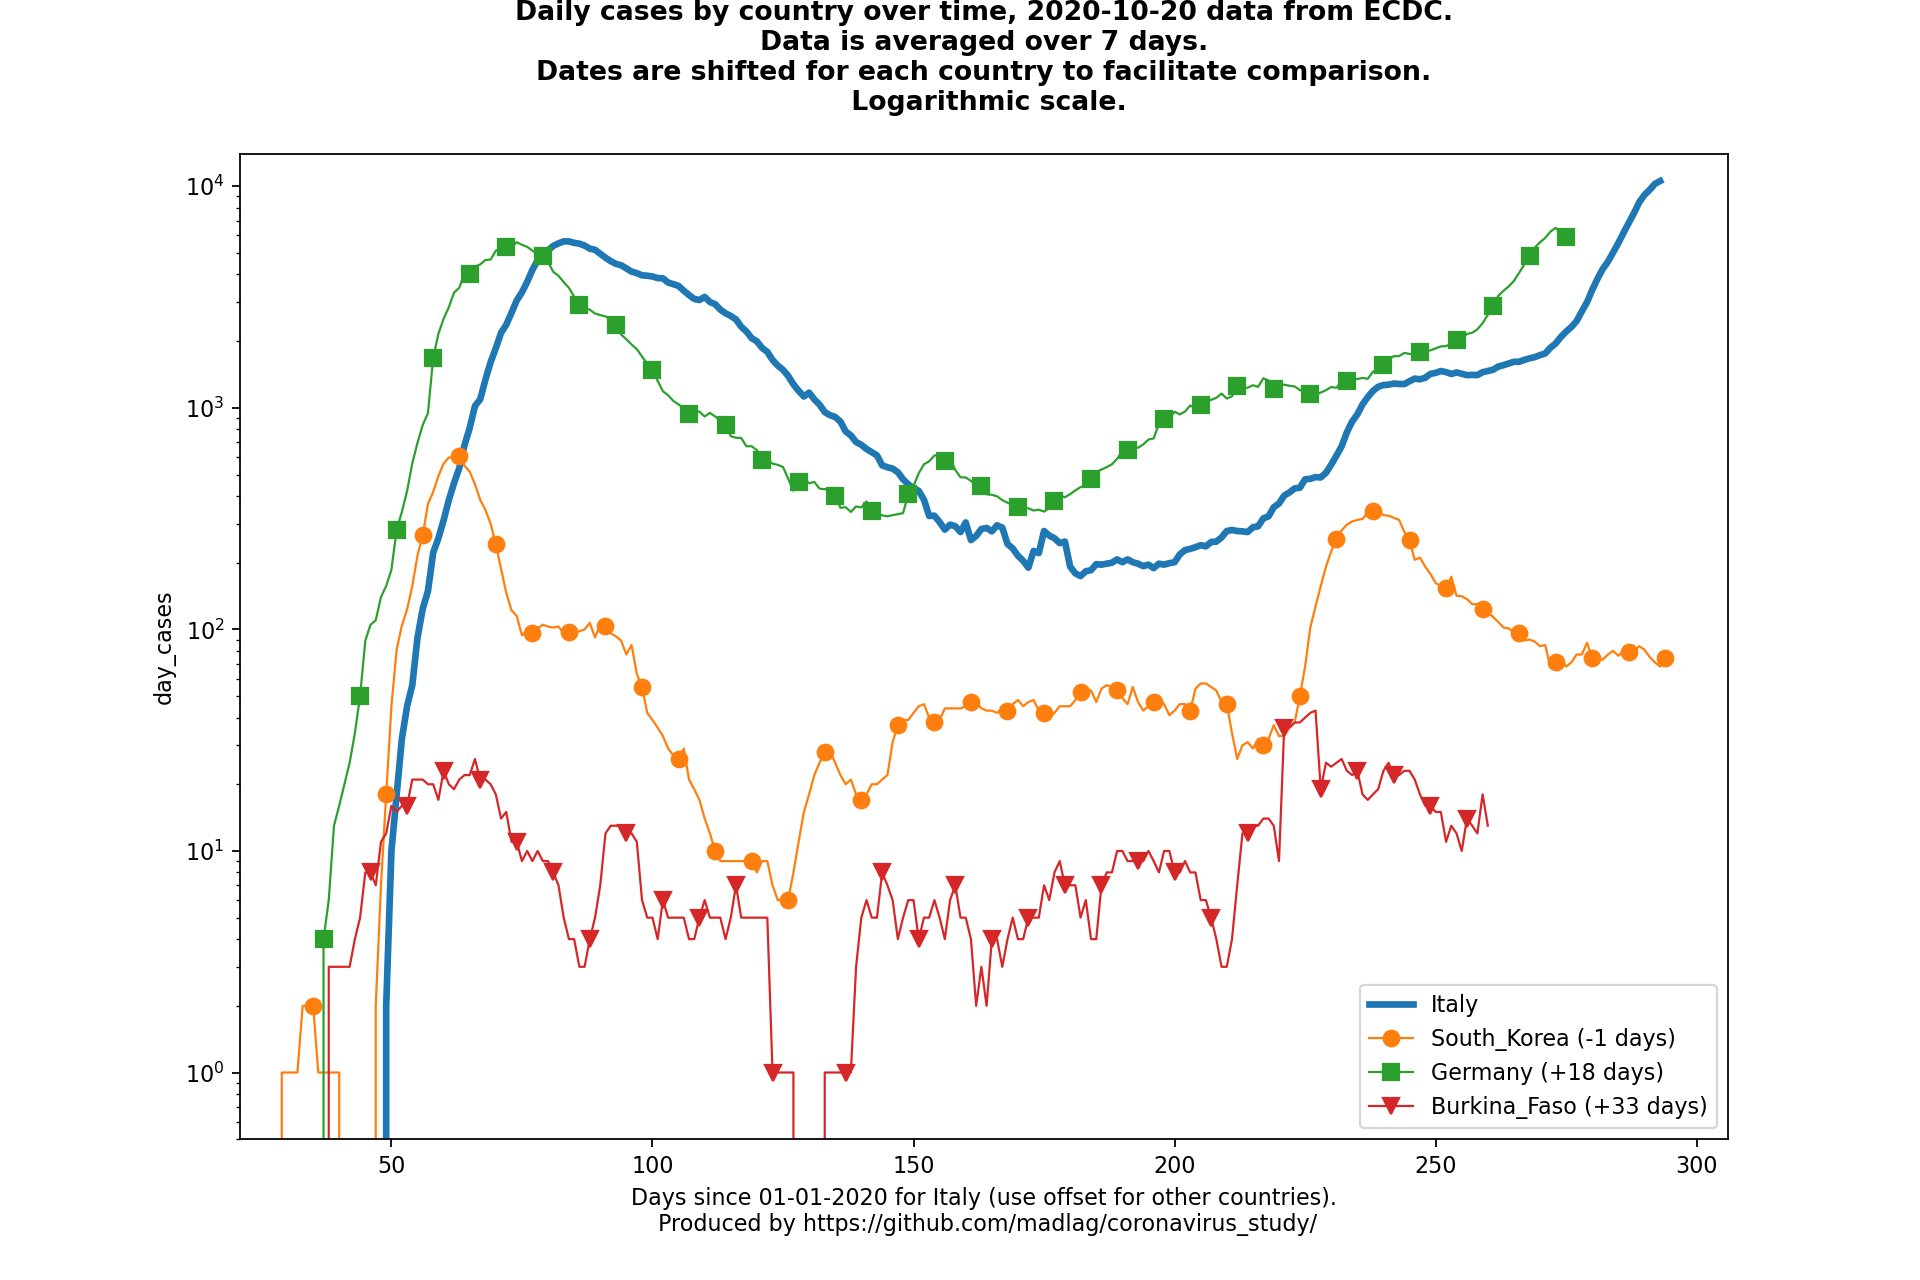 Daily cases by country over time, 2020-10-20 data from ECDC.
Data is averaged over 7 days.
Dates are shifted for each country to facilitate comparison.
Logarithmic scale.
10^4
10^3
10^2
10^1
10^0
day_cases
Italy
South_Korea (-1 days)
Germany (+18 days)
Burkina_Faso (+33 days)
50 100 150 200 250 300
Days since 01-01-2020 for Italy (use offset for other countries).
Produced by https://github.com/madlag/coronavirus_study/